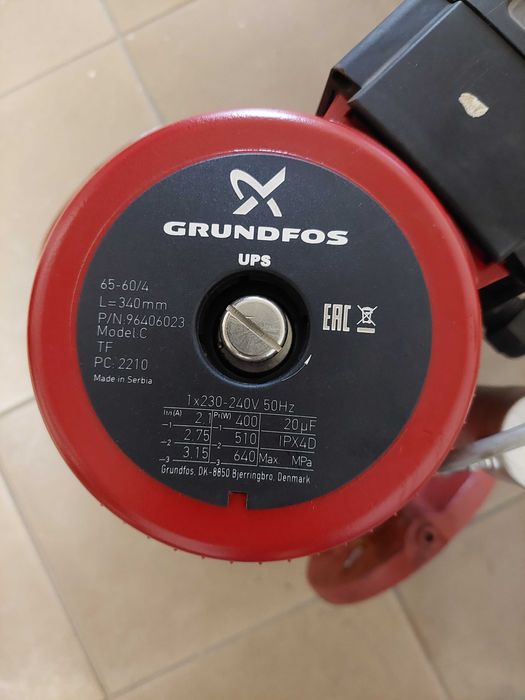 GRUNDFOS
UPS
65-60/4
L=340mm
P/N:96406023
Model:C
TF
PC:2210
Made in Serbia
EAC
1x230-240V 50Hz
I1/1(A) P1(W)
1 2.1 1 400 20µF
2 2.75 2 510 IPX4D
3 3.15 3 640 Max. MPa
Grundfos, DK-8850 Bjerringbro, Denmark